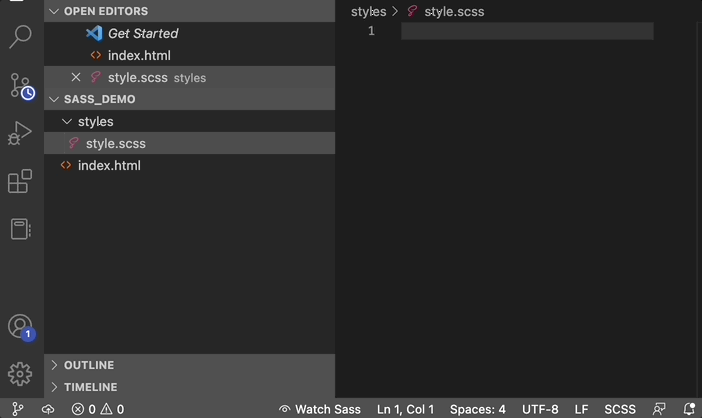 OPEN EDITORS
Get Started
index.html
style.scss styles
SASS_DEMO
styles
style.scss
index.html
OUTLINE
TIMELINE
styles > style.scss
1
1
0 0 Watch Sass Ln 1, Col 1 Spaces: 4 UTF-8 LF SCSS